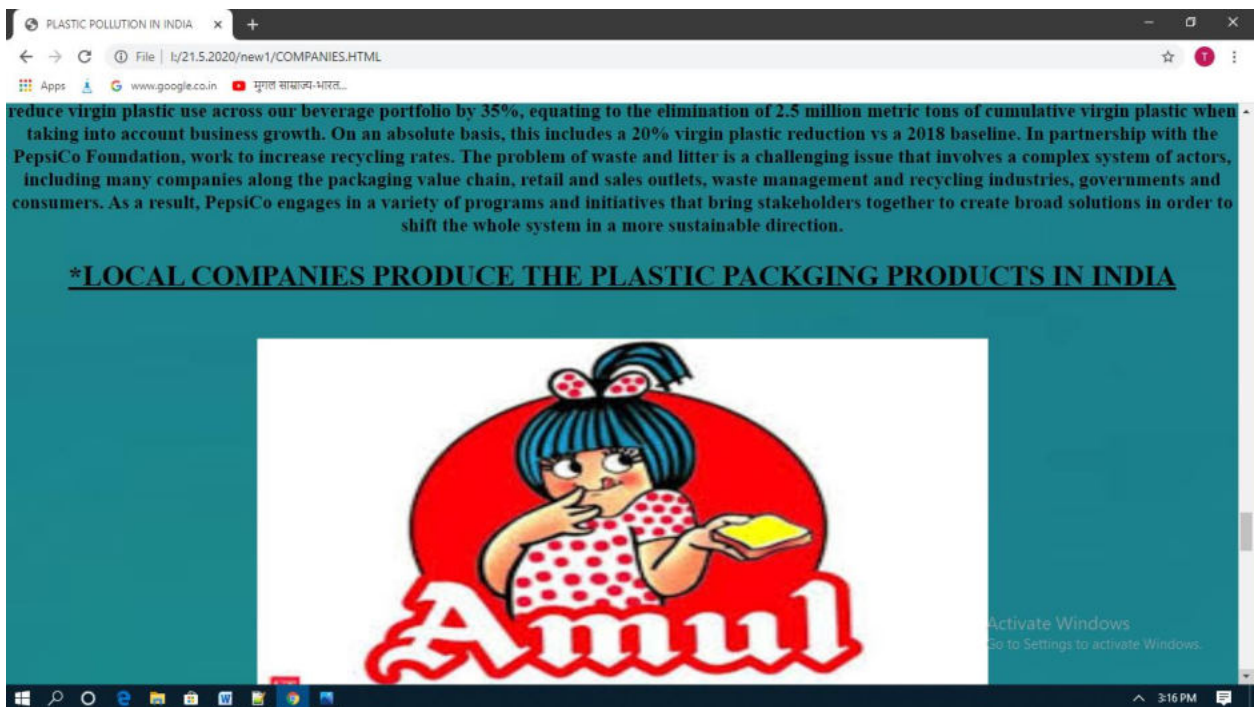 PLASTIC POLLUTION IN INDIA
File | I:/21.5.2020/new1/COMPANIES.HTML
T
Apps
www.google.co.in
मुगल साम्राज्य-भारत...
reduce virgin plastic use across our beverage portfolio by 35%, equating to the elimination of 2.5 million metric tons of cumulative virgin plastic when
taking into account business growth. On an absolute basis, this includes a 20% virgin plastic reduction vs a 2018 baseline. In partnership with the
PepsiCo Foundation, work to increase recycling rates. The problem of waste and litter is a challenging issue that involves a complex system of actors,
including many companies along the packaging value chain, retail and sales outlets, waste management and recycling industries, governments and
consumers. As a result, PepsiCo engages in a variety of programs and initiatives that bring stakeholders together to create broad solutions in order to
shift the whole system in a more sustainable direction.
*LOCAL COMPANIES PRODUCE THE PLASTIC PACKGING PRODUCTS IN INDIA
Amul
Activate Windows
Go to Settings to activate Windows.
3:16 PM